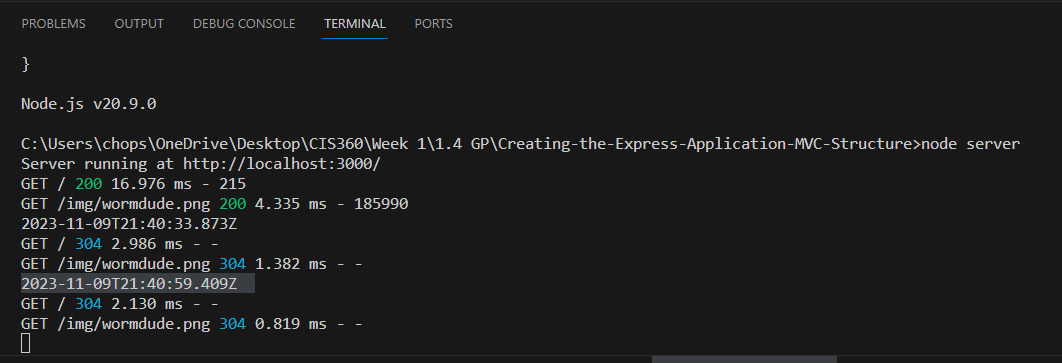 PROBLEMS OUTPUT DEBUG CONSOLE TERMINAL PORTS
}
Node.js v20.9.0
C:\Users\chops\OneDrive\Desktop\CIS360\Week 1\1.4 GP\Creating-the-Express-Application-MVC-Structure>node server
Server running at http://localhost:3000/
GET / 200 16.976 ms - 215
GET /img/wormdude.png 200 4.335 ms - 185990
2023-11-09T21:40:33.873Z
GET / 304 2.986 ms - -
GET /img/wormdude.png 304 1.382 ms - -
2023-11-09T21:40:59.409Z
GET / 304 2.130 ms - -
GET /img/wormdude.png 304 0.819 ms - -